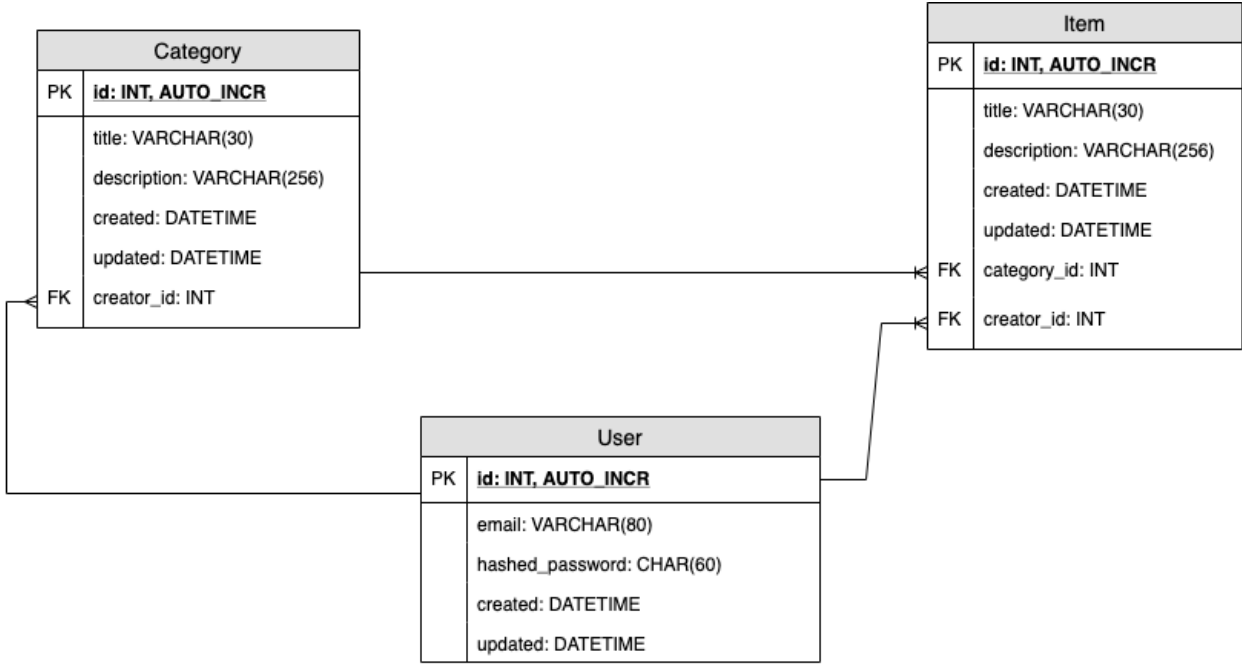 Category
PK id: INT, AUTO_INCR
title: VARCHAR(30)
description: VARCHAR(256)
created: DATETIME
updated: DATETIME
FK creator_id: INT
Item
PK id: INT, AUTO_INCR
title: VARCHAR(30)
description: VARCHAR(256)
created: DATETIME
updated: DATETIME
FK category_id: INT
FK creator_id: INT
User
PK id: INT, AUTO_INCR
email: VARCHAR(80)
hashed_password: CHAR(60)
created: DATETIME
updated: DATETIME